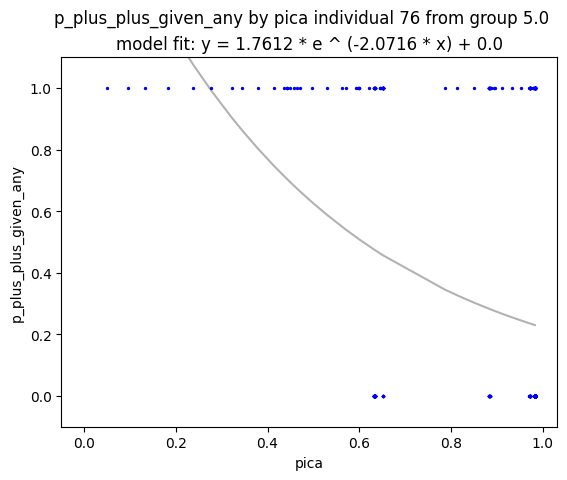 p_plus_plus_given_any by pica individual 76 from group 5.0
model fit: y = 1.7612 * e ^ (-2.0716 * x) + 0.0
1.0
0.8
0.6
0.4
0.2
0.0
p_plus_plus_given_any
0.0 0.2 0.4 0.6 0.8 1.0
pica